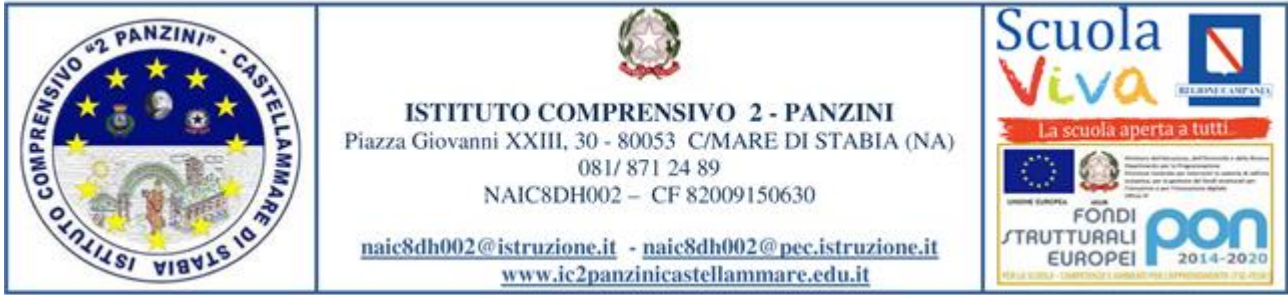 ISTITUTO COMPRENSIVO "2 PANZINI" - CASTELLAMMARE DI STABIA
ISTITUTO COMPRENSIVO 2 - PANZINI
Piazza Giovanni XXIII, 30 - 80053 C/MARE DI STABIA (NA)
081/ 871 24 89
NAIC8DH002 – CF 82009150630
naic8dh002@istruzione.it - naic8dh002@pec.istruzione.it
www.ic2panzinicastellammare.edu.it
Scuola
Viva
REGIONE CAMPANIA
La scuola aperta a tutti..
UNIONE EUROPEA
MIUR
FONDI
STRUTTURALI
EUROPEI
pon
2014-2020